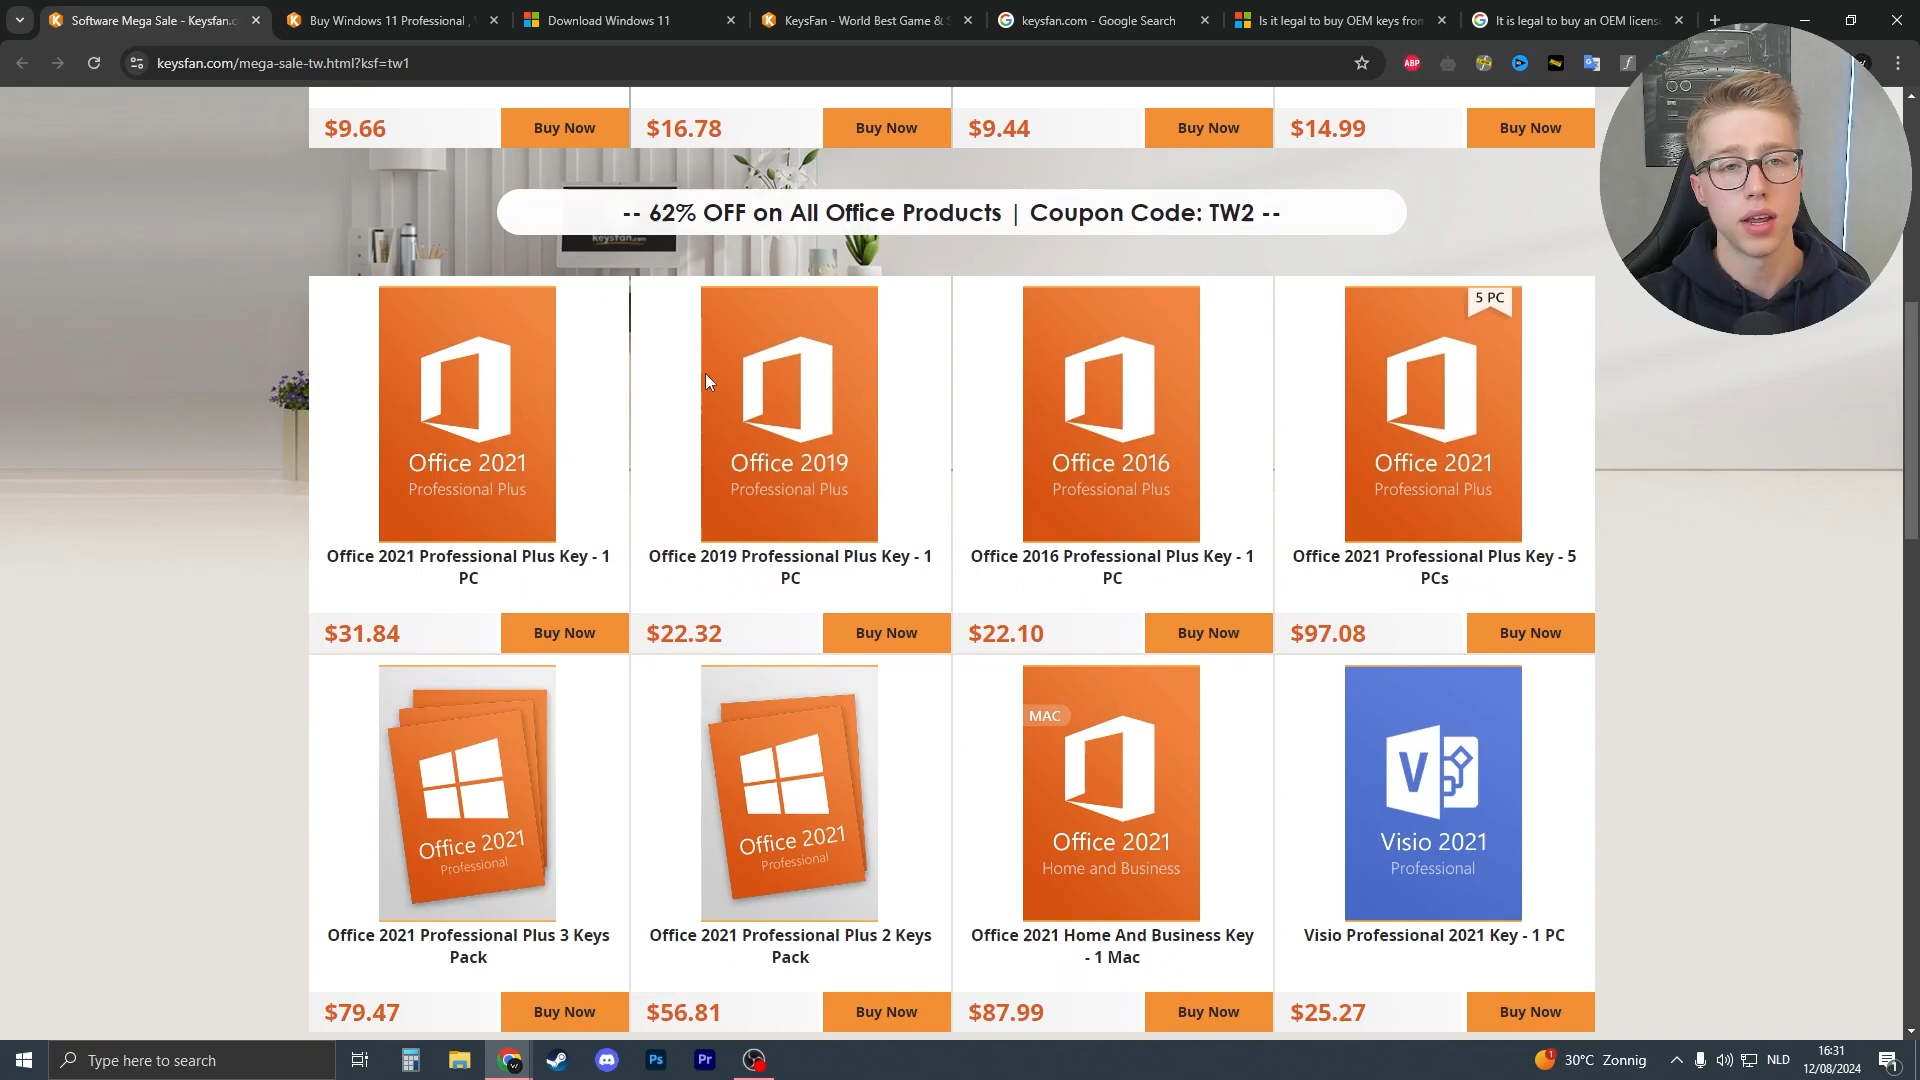 Software Mega Sale - Keysfan.c
Buy Windows 11 Professional ,
Download Windows 11
KeysFan - World Best Game & S
keysfan.com - Google Search
Is it legal to buy OEM keys from
It is legal to buy an OEM licens
keysfan.com/mega-sale-tw.html?ksf=tw1
ABP
$9.66
Buy Now
$16.78
Buy Now
$9.44
Buy Now
$14.99
Buy Now
-- 62% OFF on All Office Products | Coupon Code: TW2 --
keysfan.com
Office 2021
Professional Plus
Office 2019
Professional Plus
Office 2016
Professional Plus
5 PC
Office 2021
Professional Plus
Office 2021 Professional Plus Key - 1
PC
Office 2019 Professional Plus Key - 1
PC
Office 2016 Professional Plus Key - 1
PC
Office 2021 Professional Plus Key - 5
PCs
$31.84
Buy Now
$22.32
Buy Now
$22.10
Buy Now
$97.08
Buy Now
Office 2021
Professional
Office 2021
Professional
MAC
Office 2021
Home and Business
V
Visio 2021
Professional
Office 2021 Professional Plus 3 Keys
Pack
Office 2021 Professional Plus 2 Keys
Pack
Office 2021 Home And Business Key
- 1 Mac
Visio Professional 2021 Key - 1 PC
$79.47
Buy Now
$56.81
Buy Now
$87.99
Buy Now
$25.27
Buy Now
Type here to search
Ps
Pr
1
30°C Zonnig
NLD
16:31
12/08/2024
1